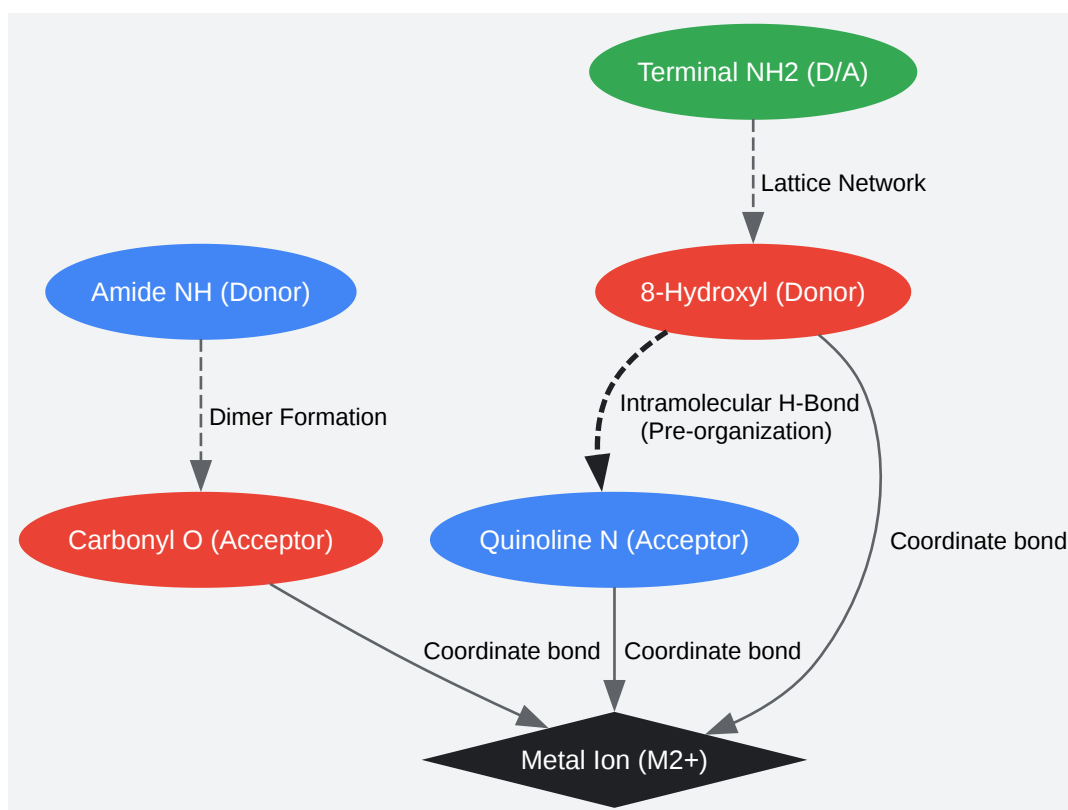 Terminal NH2 (D/A)
Lattice Network
Amide NH (Donor)
8-Hydroxyl (Donor)
Dimer Formation
Intramolecular H-Bond
(Pre-organization)
Carbonyl O (Acceptor)
Quinoline N (Acceptor)
Coordinate bond
Coordinate bond
Coordinate bond
Metal Ion (M2+)